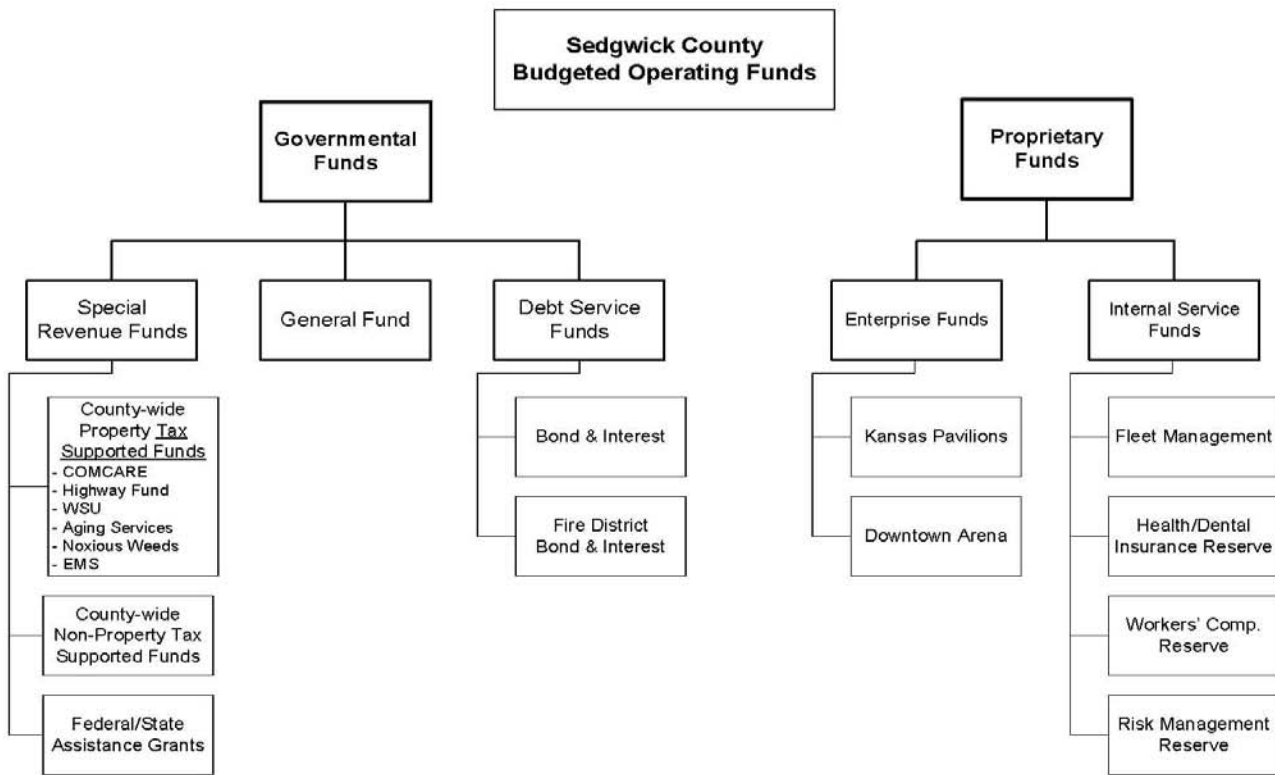 Sedgwick County
Budgeted Operating Funds
Governmental
Funds
Proprietary
Funds
Special
Revenue Funds
General Fund
Debt Service
Funds
Enterprise Funds
Internal Service
Funds
County-wide
Property Tax
Supported Funds
- COMCARE
- Highway Fund
- WSU
- Aging Services
- Noxious Weeds
- EMS
County-wide
Non-Property Tax
Supported Funds
Federal/State
Assistance Grants
Bond & Interest
Fire District
Bond & Interest
Kansas Pavilions
Downtown Arena
Fleet Management
Health/Dental
Insurance Reserve
Workers' Comp.
Reserve
Risk Management
Reserve